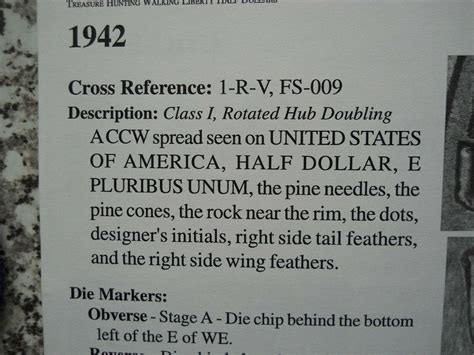 TREASURE HUNTING WALKING LIBERTY HALF DOLLARS
1942
Cross Reference: 1-R-V, FS-009
Description: Class I, Rotated Hub Doubling
A CCW spread seen on UNITED STATES
OF AMERICA, HALF DOLLAR, E
PLURIBUS UNUM, the pine needles, the
pine cones, the rock near the rim, the dots,
designer's initials, right side tail feathers,
and the right side wing feathers.
Die Markers:
Obverse - Stage A - Die chip behind the bottom
left of the E of WE.
Reverse - Die